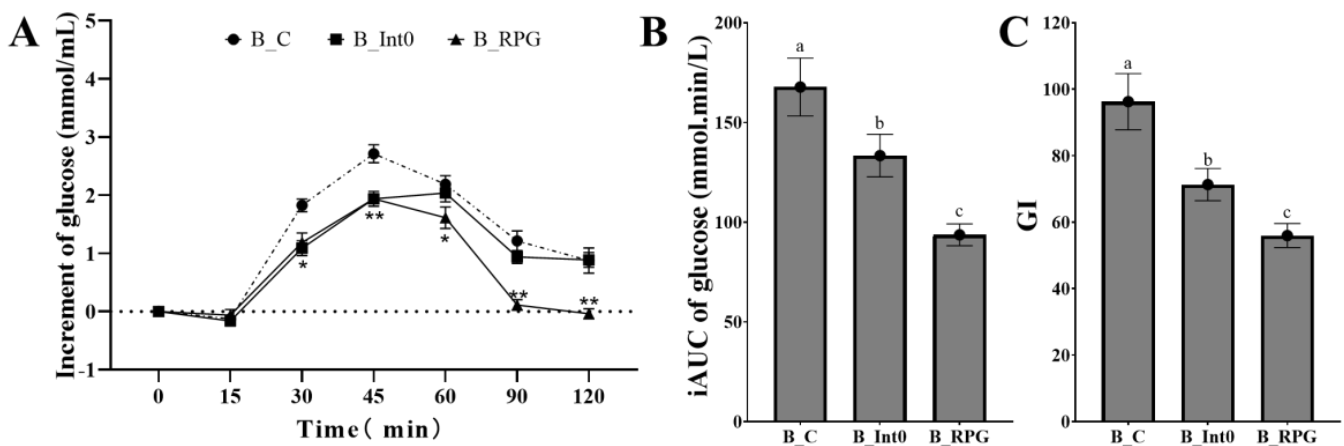 A
B_C B_Int0 B_RPG
Increment of glucose (mmol/mL)
5
4
3
2
1
0
-1
*
**
*
**
**
0 15 30 45 60 90 120
Time( min)
B
iAUC of glucose (mmol.min/L)
200
150
100
50
0
a
b
c
B_C B_Int0 B_RPG
C
GI
120
100
80
60
40
20
0
a
b
c
B_C B_Int0 B_RPG